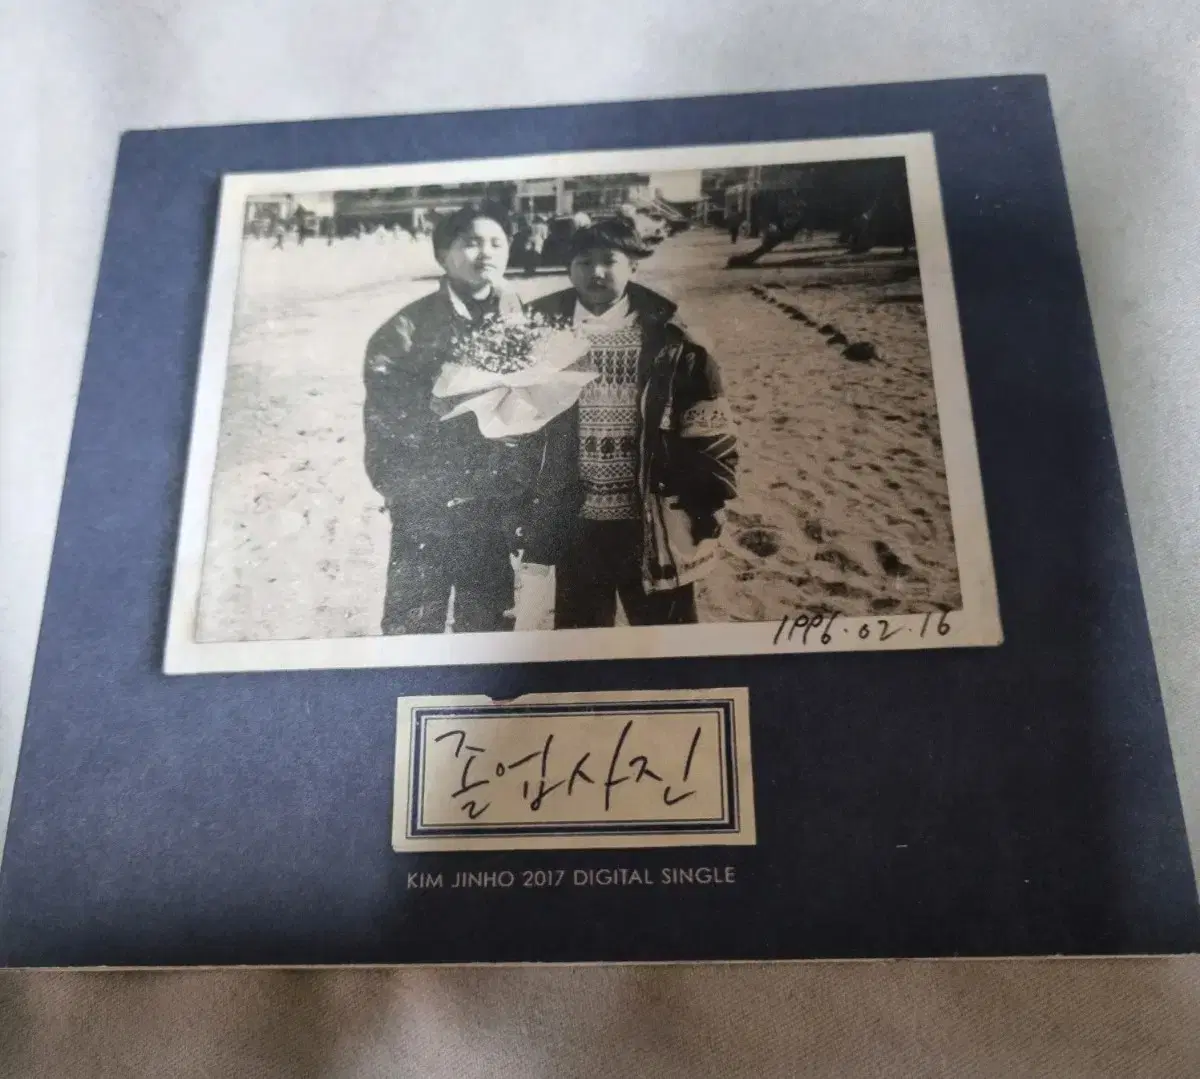 1996.02.16
졸업사진
KIM JINHO 2017 DIGITAL SINGLE